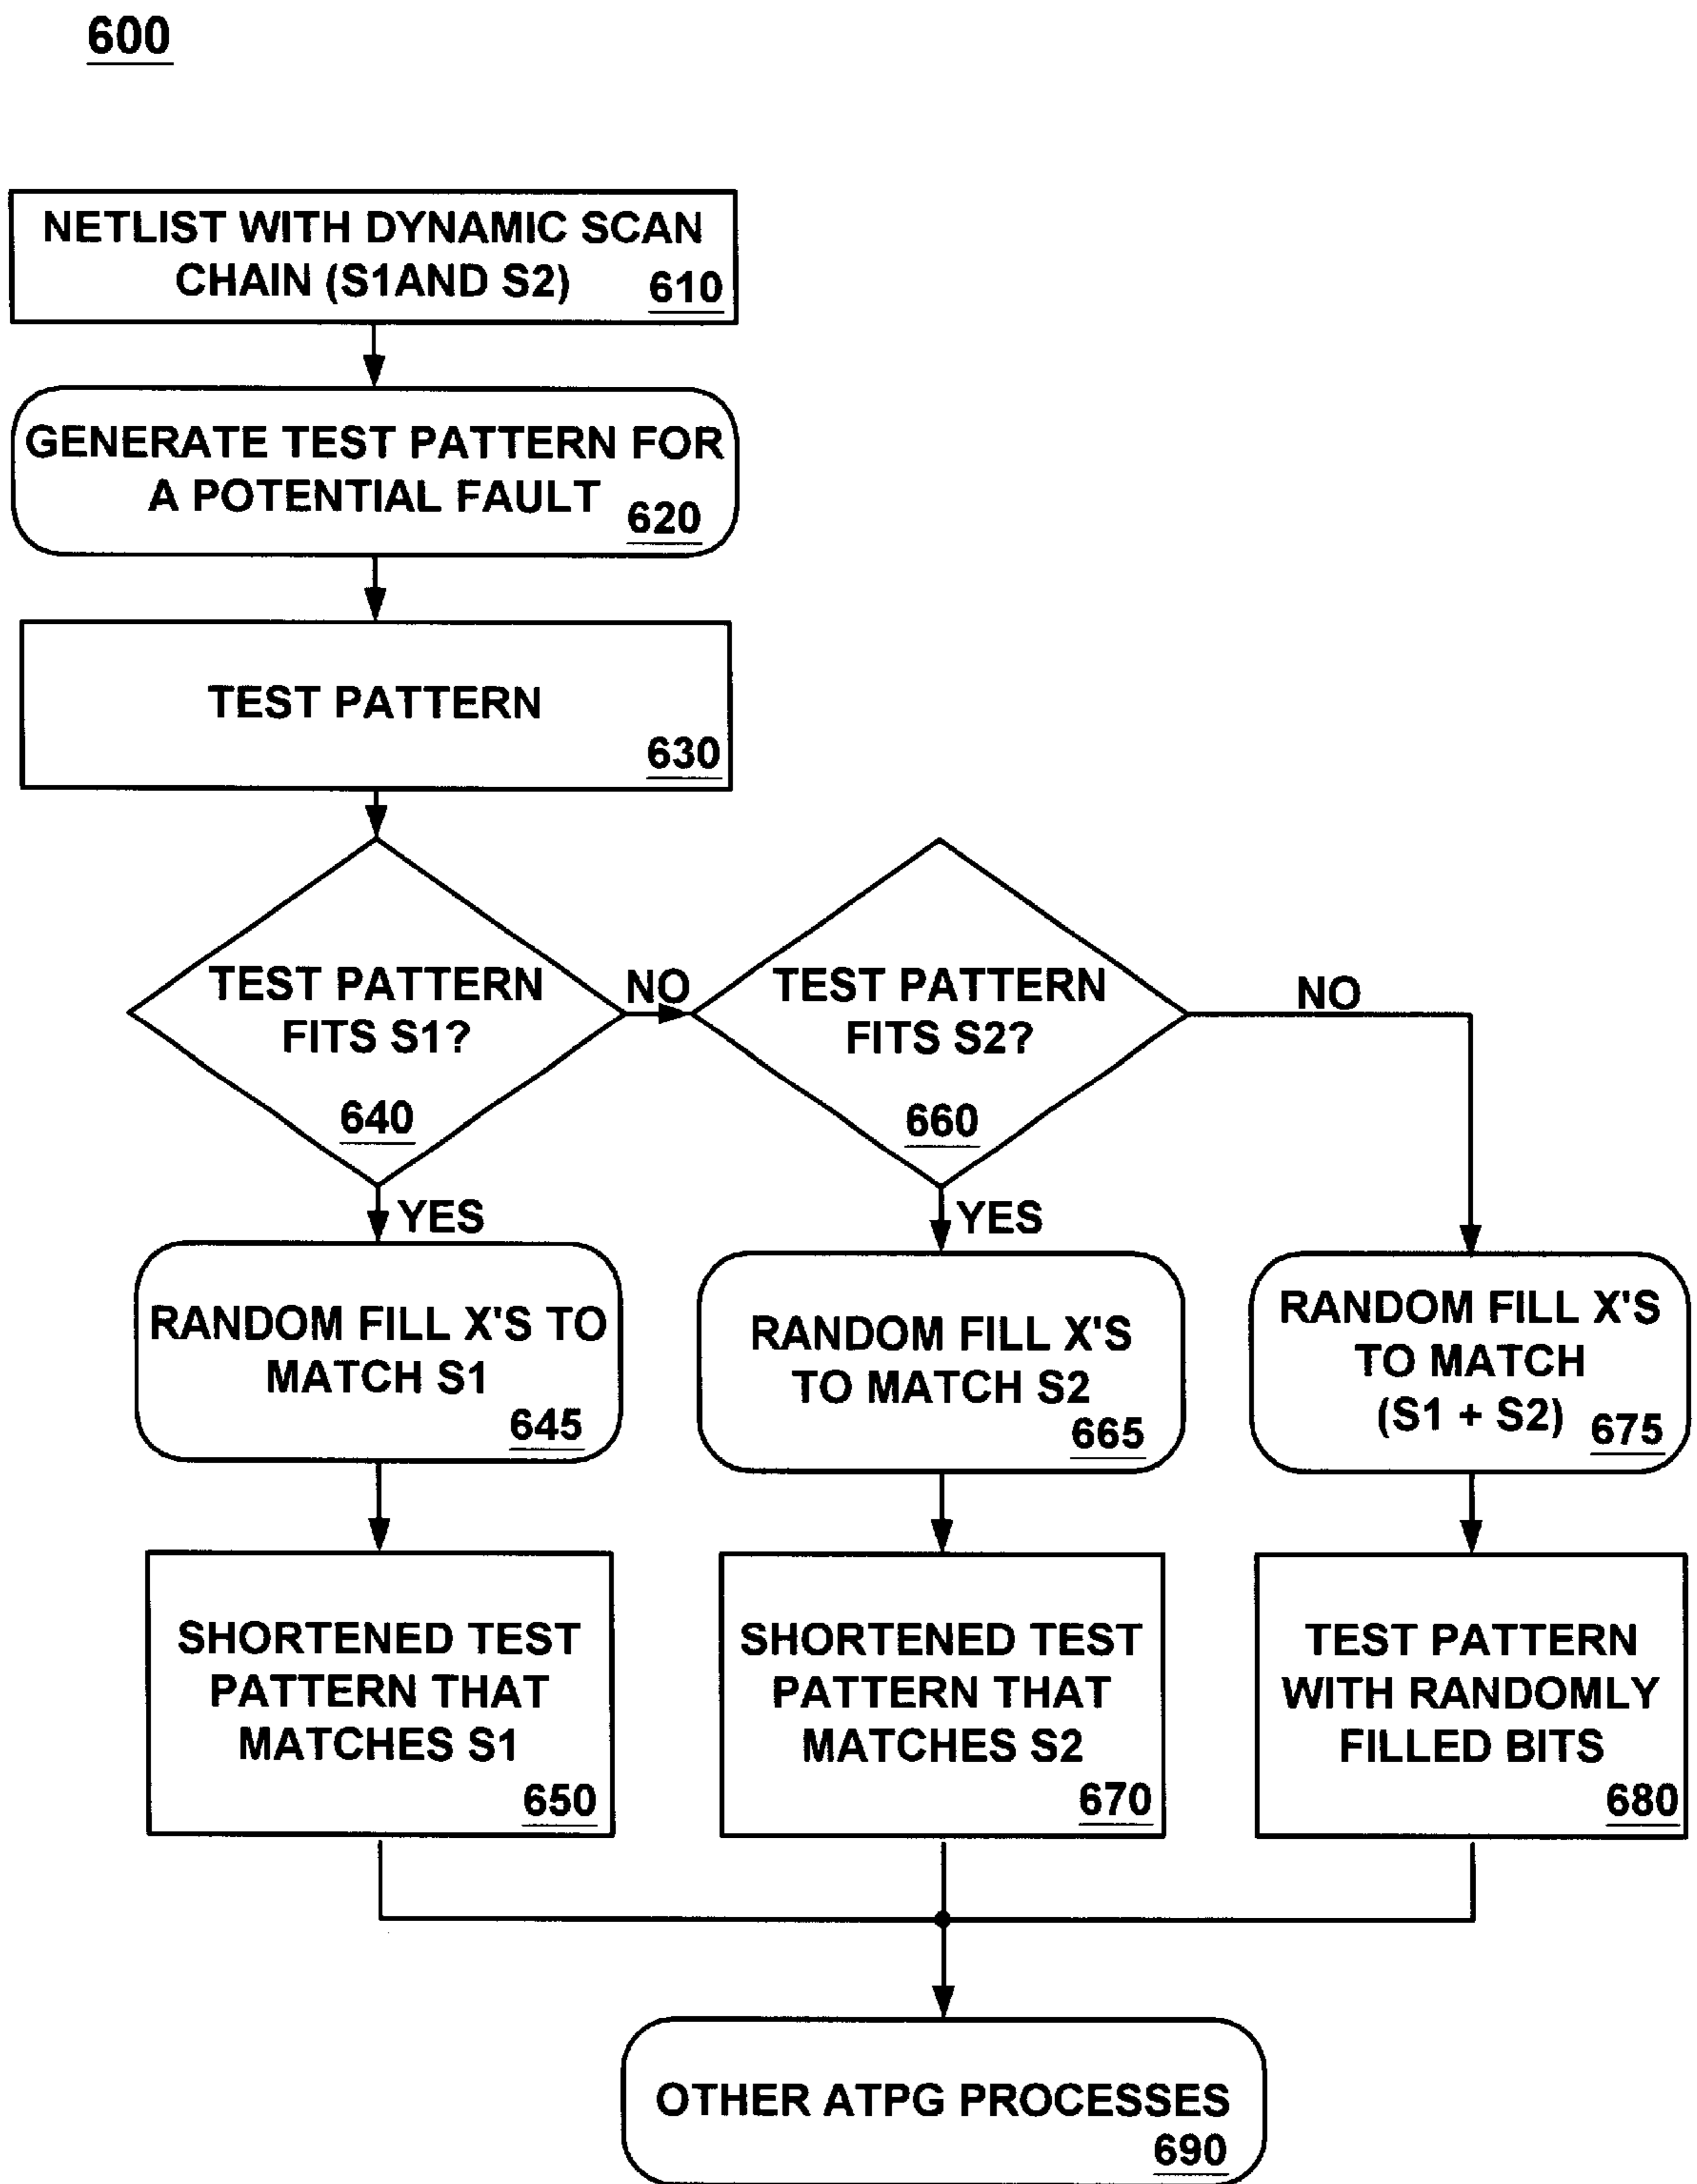 600
NETLIST WITH DYNAMIC SCAN
CHAIN (S1AND S2)
610
GENERATE TEST PATTERN FOR
A POTENTIAL FAULT
620
TEST PATTERN
630
TEST PATTERN
FITS S1?
640
NO
TEST PATTERN
FITS S2?
660
NO
YES
YES
RANDOM FILL X'S TO
MATCH S1
645
RANDOM FILL X'S
TO MATCH S2
665
RANDOM FILL X'S
TO MATCH
(S1 + S2)
675
SHORTENED TEST
PATTERN THAT
MATCHES S1
650
SHORTENED TEST
PATTERN THAT
MATCHES S2
670
TEST PATTERN
WITH RANDOMLY
FILLED BITS
680
OTHER ATPG PROCESSES
690